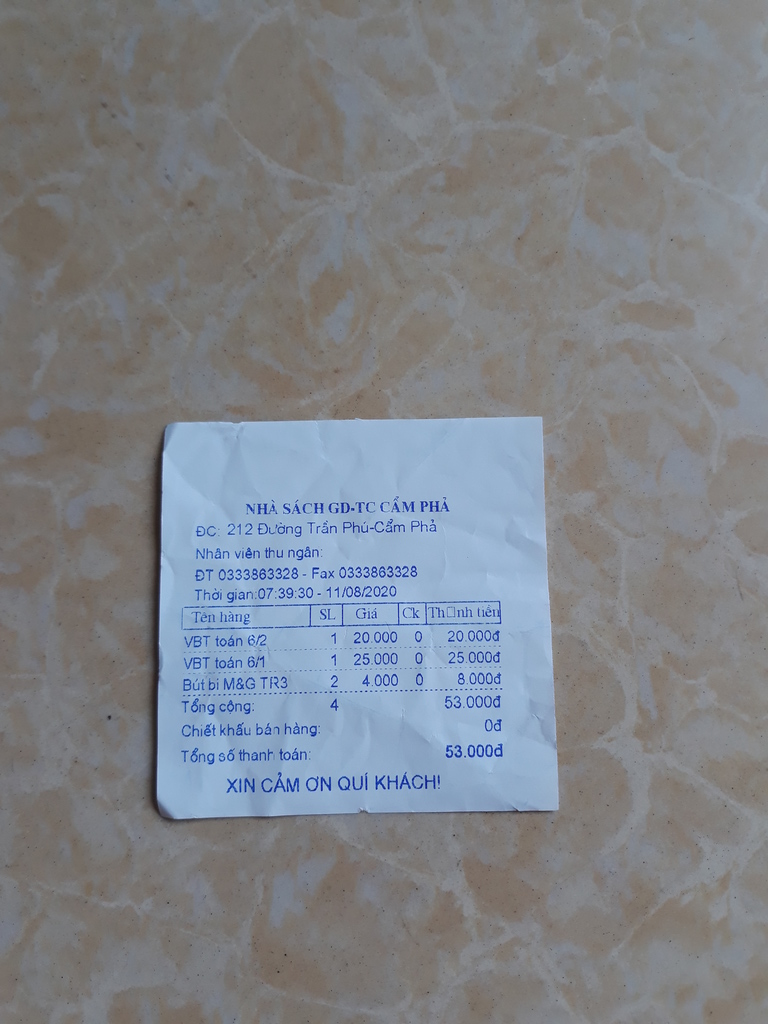 NHÀ SÁCH GD-TC CẨM PHẢ
ĐC: 212 Đường Trần Phú-Cẩm Phả
Nhân viên thu ngân:
ĐT 0333863328 - Fax 0333863328
Thời gian:07:39:30 - 11/08/2020
Tên hàng SL Giá Ck Th□nh tiền
VBT toán 6/2 1 20.000 0 20.000đ
VBT toán 6/1 1 25.000 0 25.000đ
Bút bi M&G TR3 2 4.000 0 8.000đ
Tổng cộng: 4 53.000đ
Chiết khấu bán hàng: 0đ
Tổng số thanh toán: 53.000đ
XIN CẢM ƠN QUÍ KHÁCH!